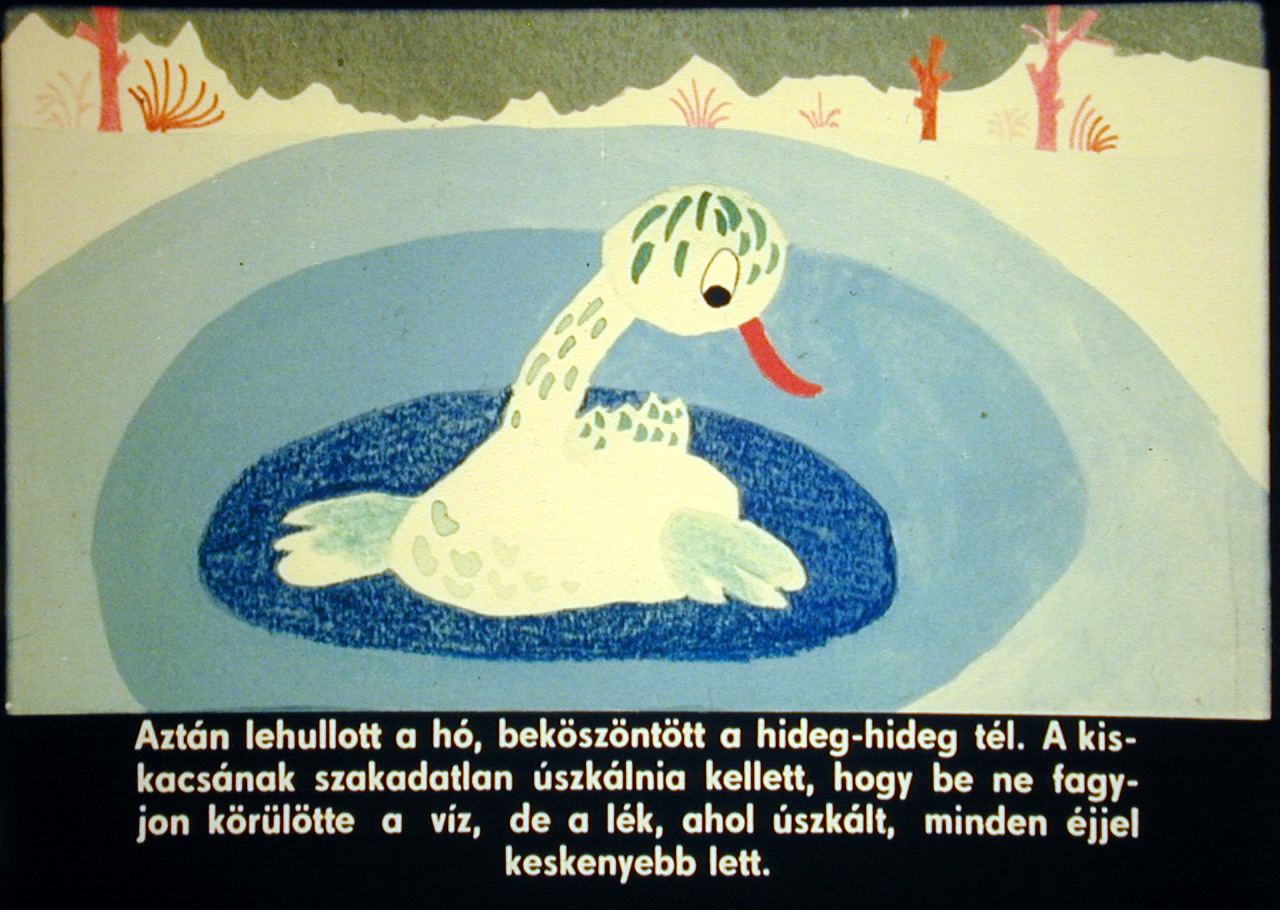 Aztán lehullott a hó, beköszöntött a hideg-hideg tél. A kis-
kacsának szakadatlan úszkálnia kellett, hogy be ne fagy-
jon körülötte a víz, de a lék, ahol úszkált, minden éjjel
keskenyebb lett.